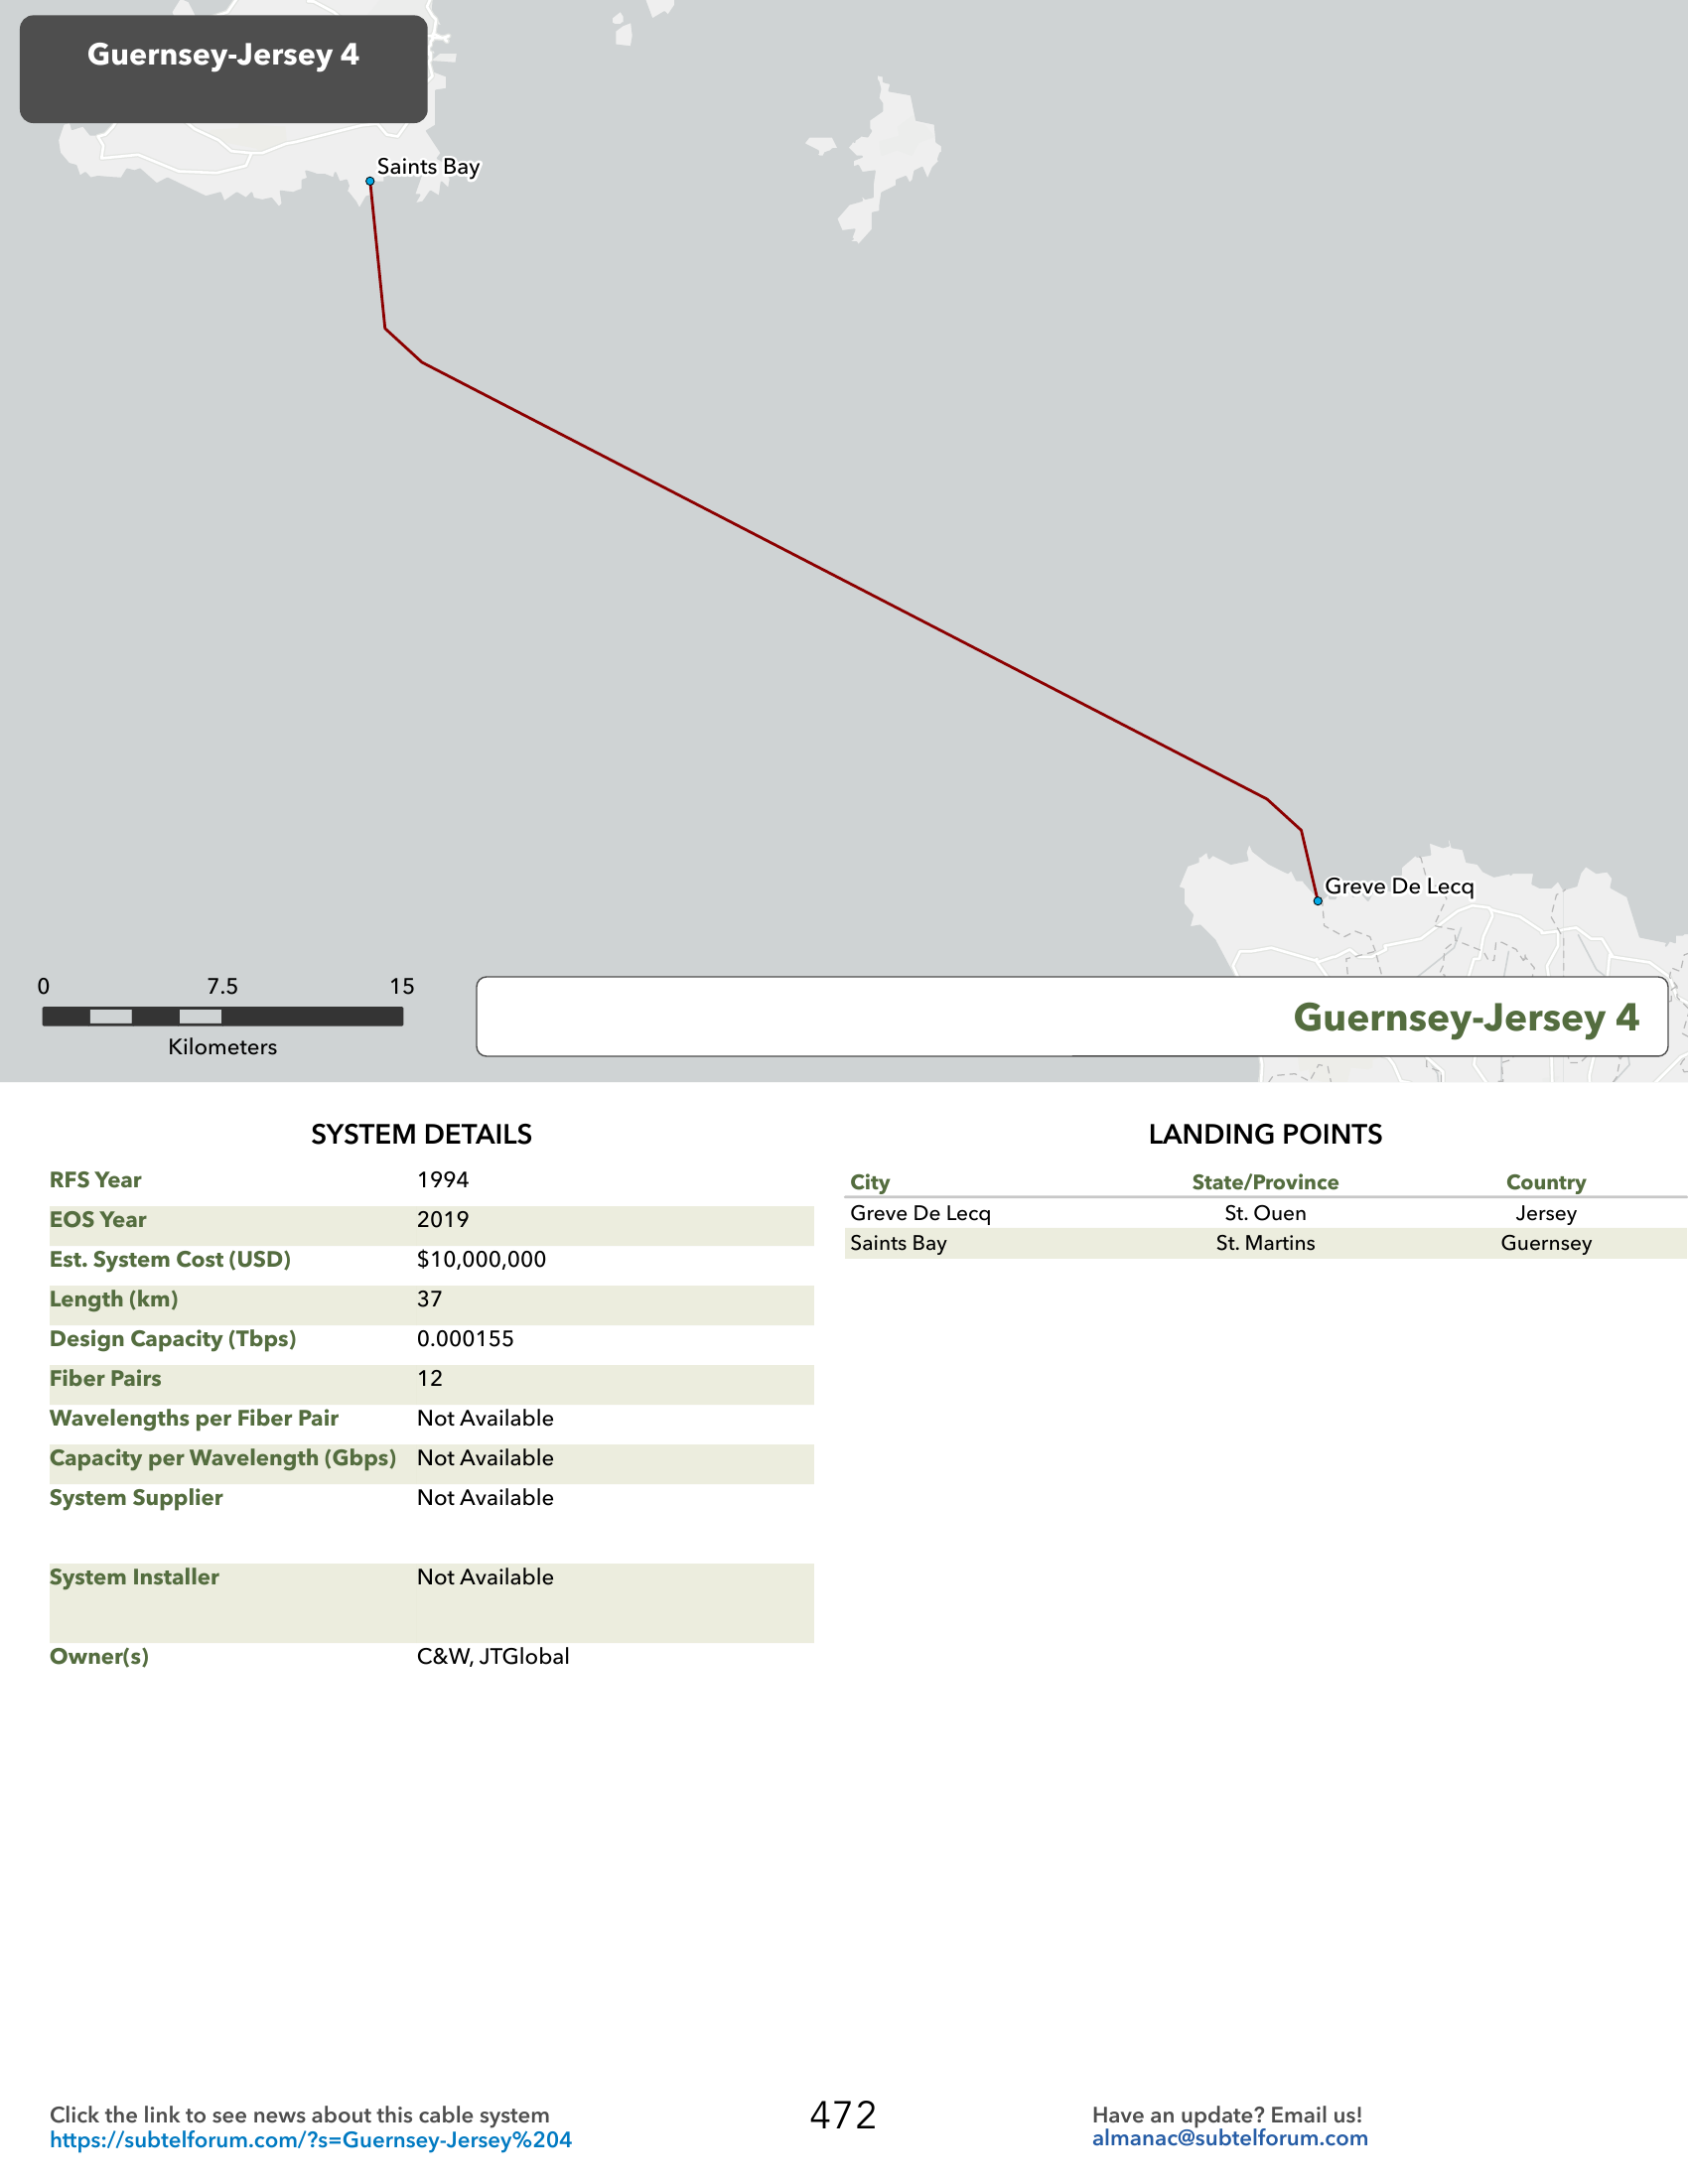 Guernsey-Jersey 4
Saints Bay
Greve De Lecq
0 7.5 15
Kilometers
Guernsey-Jersey 4
SYSTEM DETAILS
RFS Year 1994
EOS Year 2019
Est. System Cost (USD) $10,000,000
Length (km) 37
Design Capacity (Tbps) 0.000155
Fiber Pairs 12
Wavelengths per Fiber Pair Not Available
Capacity per Wavelength (Gbps) Not Available
System Supplier Not Available
System Installer Not Available
Owner(s) C&W, JTGlobal
LANDING POINTS
City State/Province Country
Greve De Lecq St. Ouen Jersey
Saints Bay St. Martins Guernsey
Click the link to see news about this cable system
https://subtelforum.com/?s=Guernsey-Jersey%204
472
Have an update? Email us!
almanac@subtelforum.com